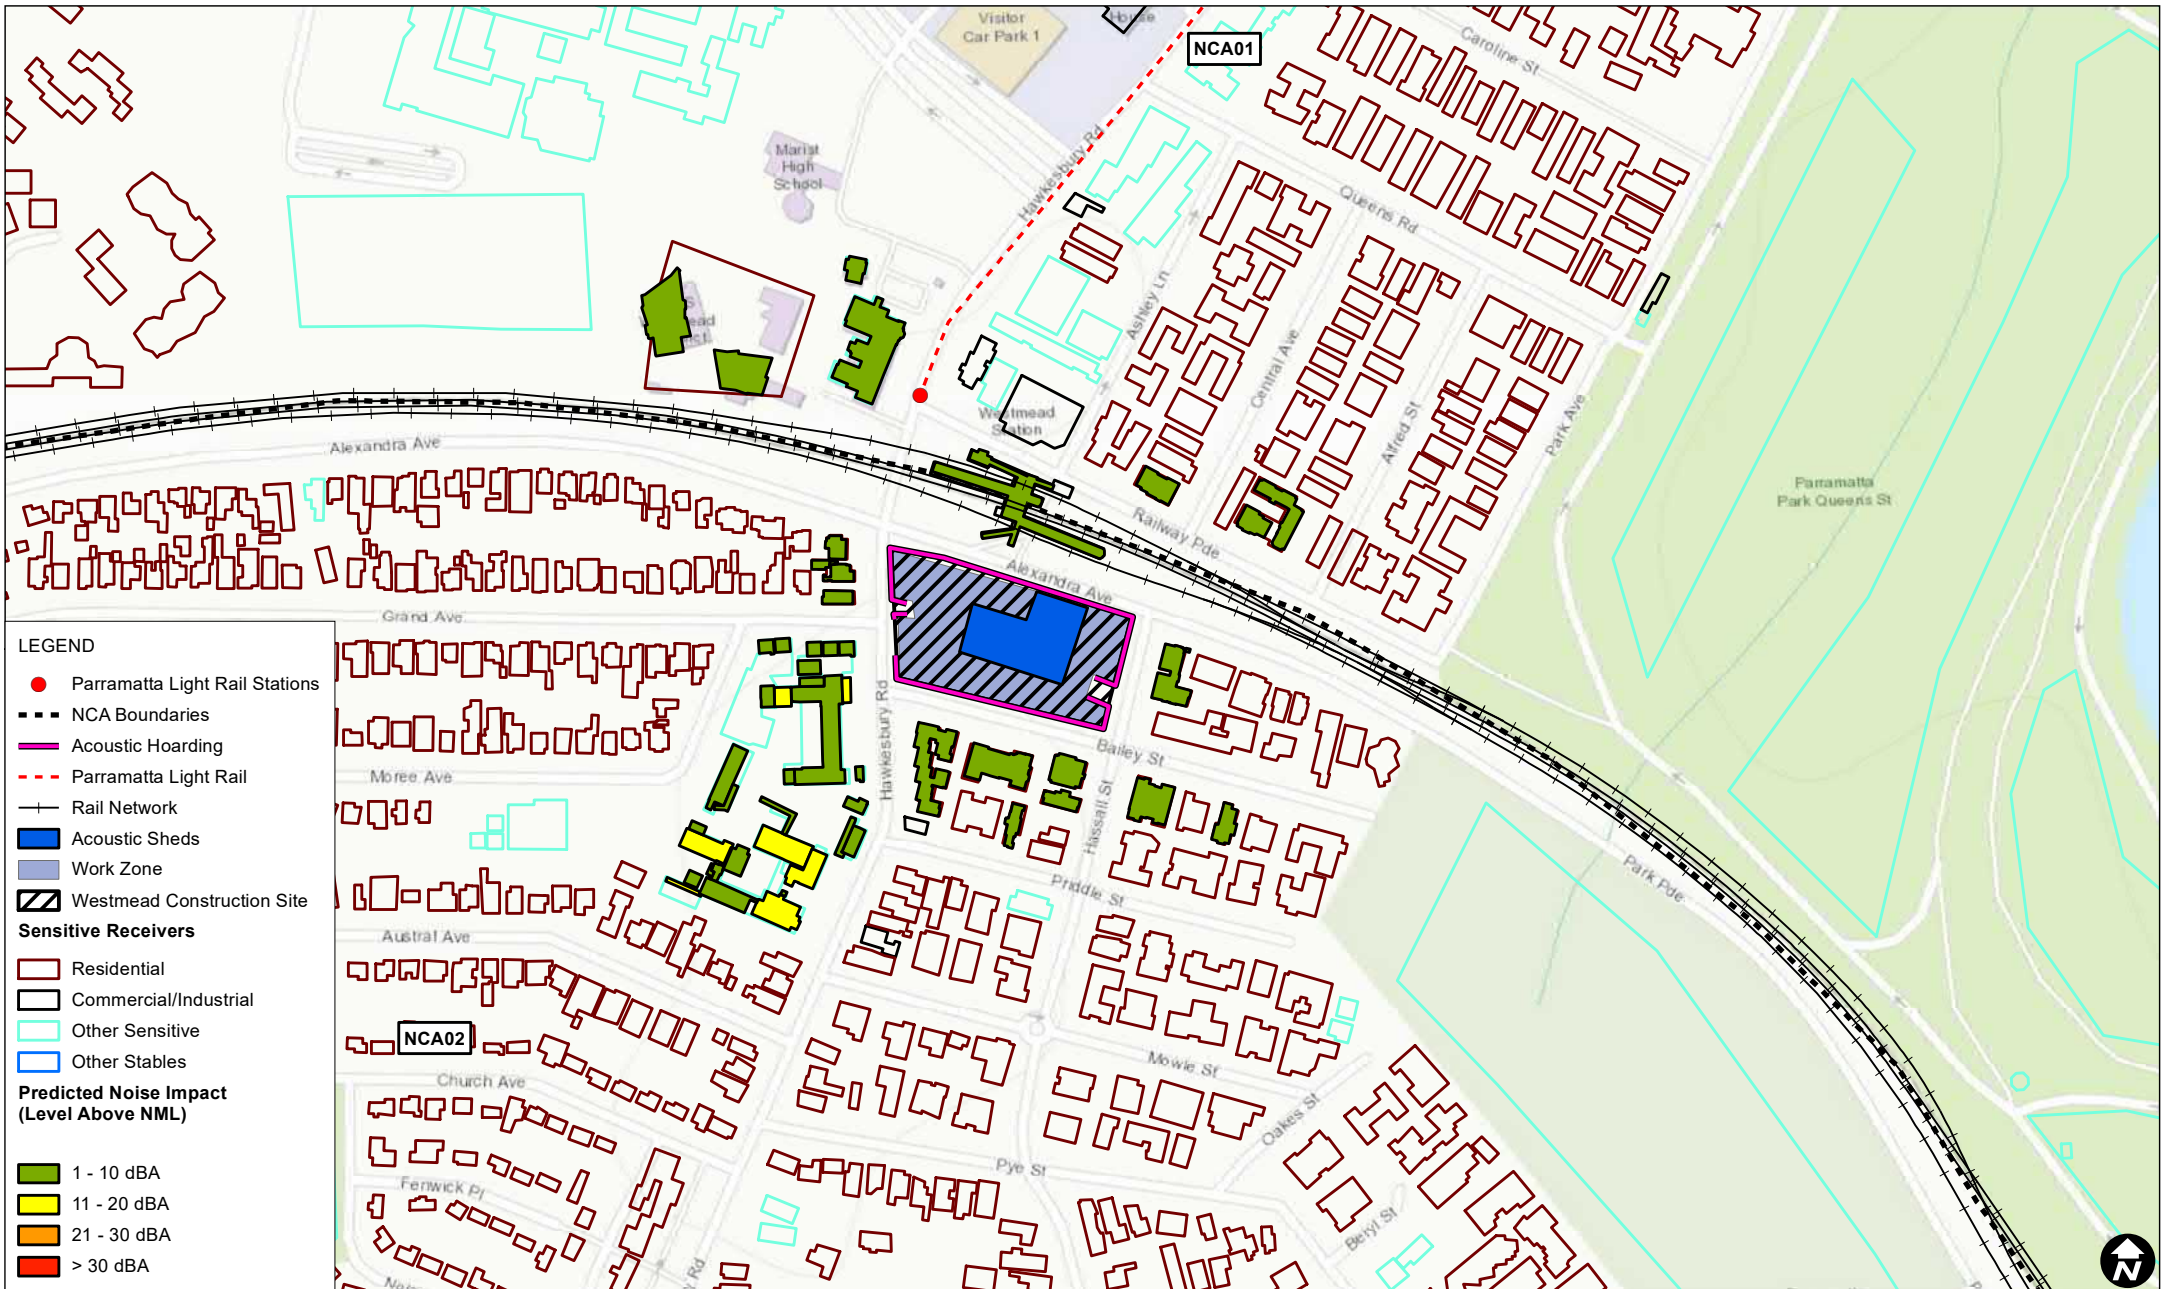 Visitor
Car Park 1
House
NCA01
Caroline St
Marist
High
School
Hawkesbury Rd
Queens Rd
Ashley Ln
Central Ave
Alfred St
Park Ave
Westmead
Station
Alexandra Ave
Parramatta
Park Queens St
Railway Pde
Alexandra Ave
Grand Ave
Hawkesbury Rd
Moree Ave
Bailey St
Hassall St
Priddle St
Park Pde
Austral Ave
NCA02
Church Ave
Mowle St
Oakes St
Pye St
Fenwick Pl
Beryl St
LEGEND
Parramatta Light Rail Stations
NCA Boundaries
Acoustic Hoarding
Parramatta Light Rail
Rail Network
Acoustic Sheds
Work Zone
Westmead Construction Site
Sensitive Receivers
Residential
Commercial/Industrial
Other Sensitive
Other Stables
Predicted Noise Impact
(Level Above NML)
1 - 10 dBA
11 - 20 dBA
21 - 30 dBA
> 30 dBA
N